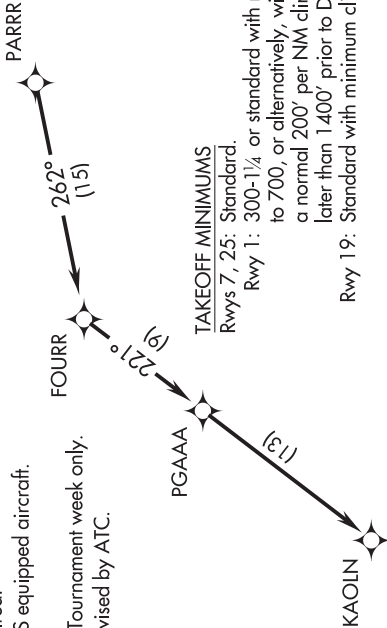 S equipped aircraft.
Tournament week only.
vised by ATC.
PARRR
262°
(15)
FOURR
221°
(9)
PGAAA
(13)
KAOLN
TAKEOFF MINIMUMS
Rwys 7, 25: Standard.
Rwy 1: 300-1¼ or standard with
to 700, or alternatively, wi
a normal 200' per NM clin
later than 1400' prior to D
Rwy 19: Standard with minimum cl